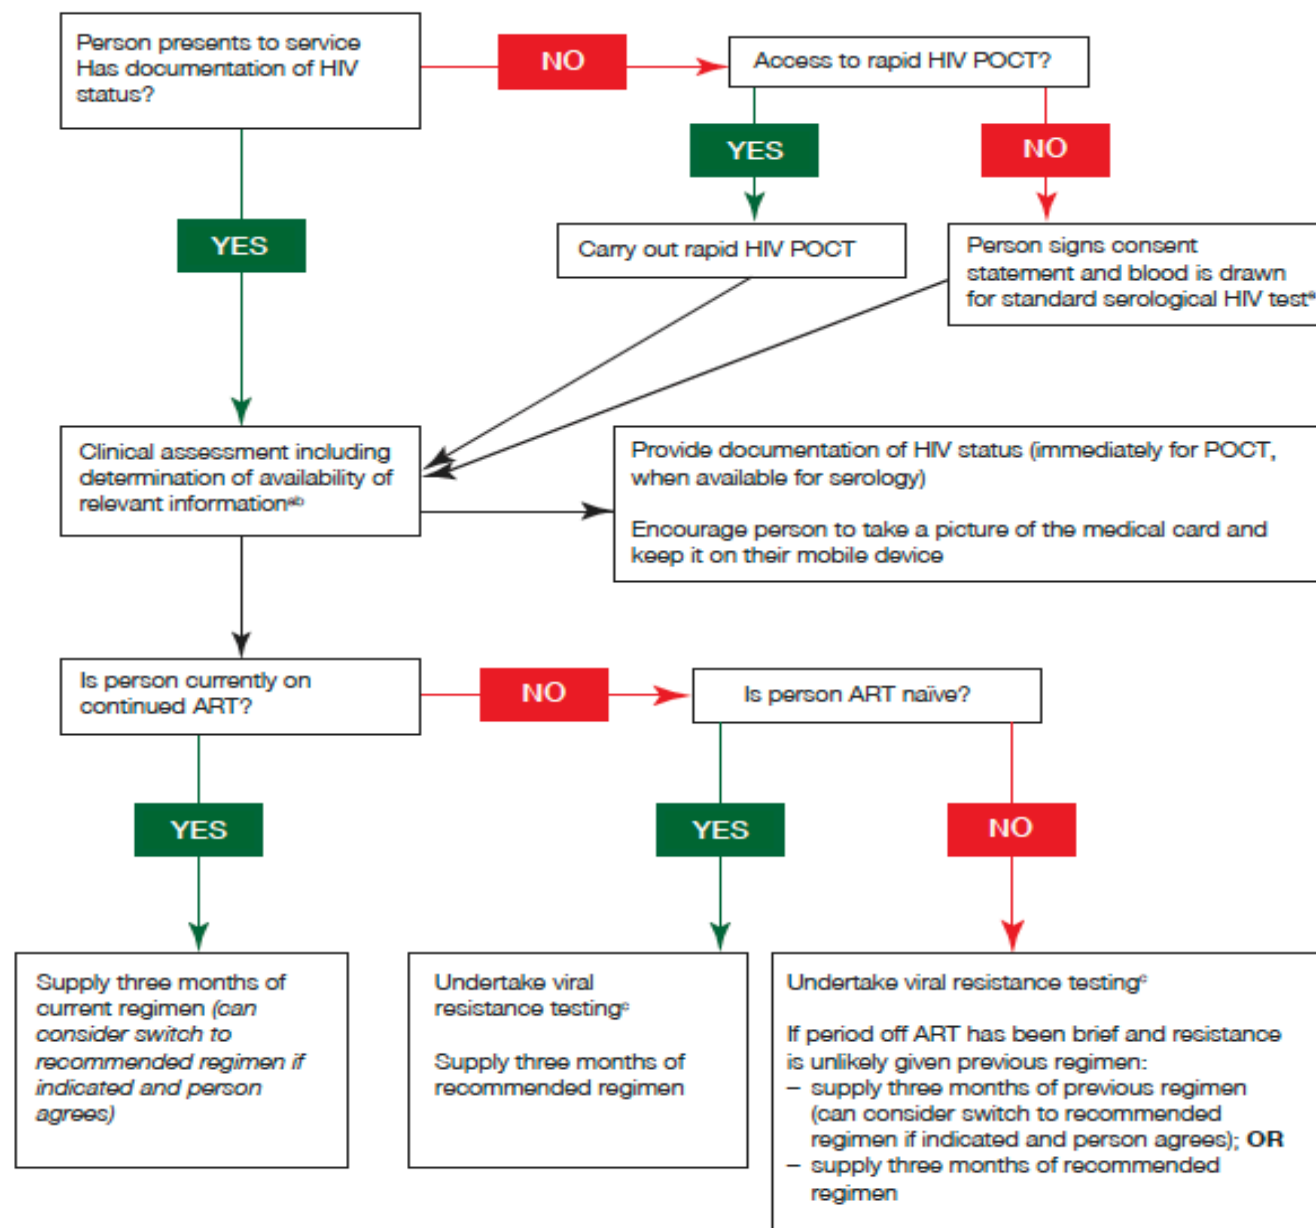 Person presents to service
Has documentation of HIV
status?
NO
Access to rapid HIV POCT?
YES
NO
YES
Carry out rapid HIV POCT
Person signs consent
statement and blood is drawn
for standard serological HIV testª
Clinical assessment including
determination of availability of
relevant informationªᵇ
Provide documentation of HIV status (immediately for POCT,
when available for serology)
Encourage person to take a picture of the medical card and
keep it on their mobile device
Is person currently on
continued ART?
NO
Is person ART naïve?
YES
YES
NO
Supply three months of
current regimen (can
consider switch to
recommended regimen if
indicated and person
agrees)
Undertake viral
resistance testingᶜ
Supply three months of
recommended regimen
Undertake viral resistance testingᶜ
If period off ART has been brief and resistance
is unlikely given previous regimen:
– supply three months of previous regimen
(can consider switch to recommended
regimen if indicated and person agrees); OR
– supply three months of recommended
regimen